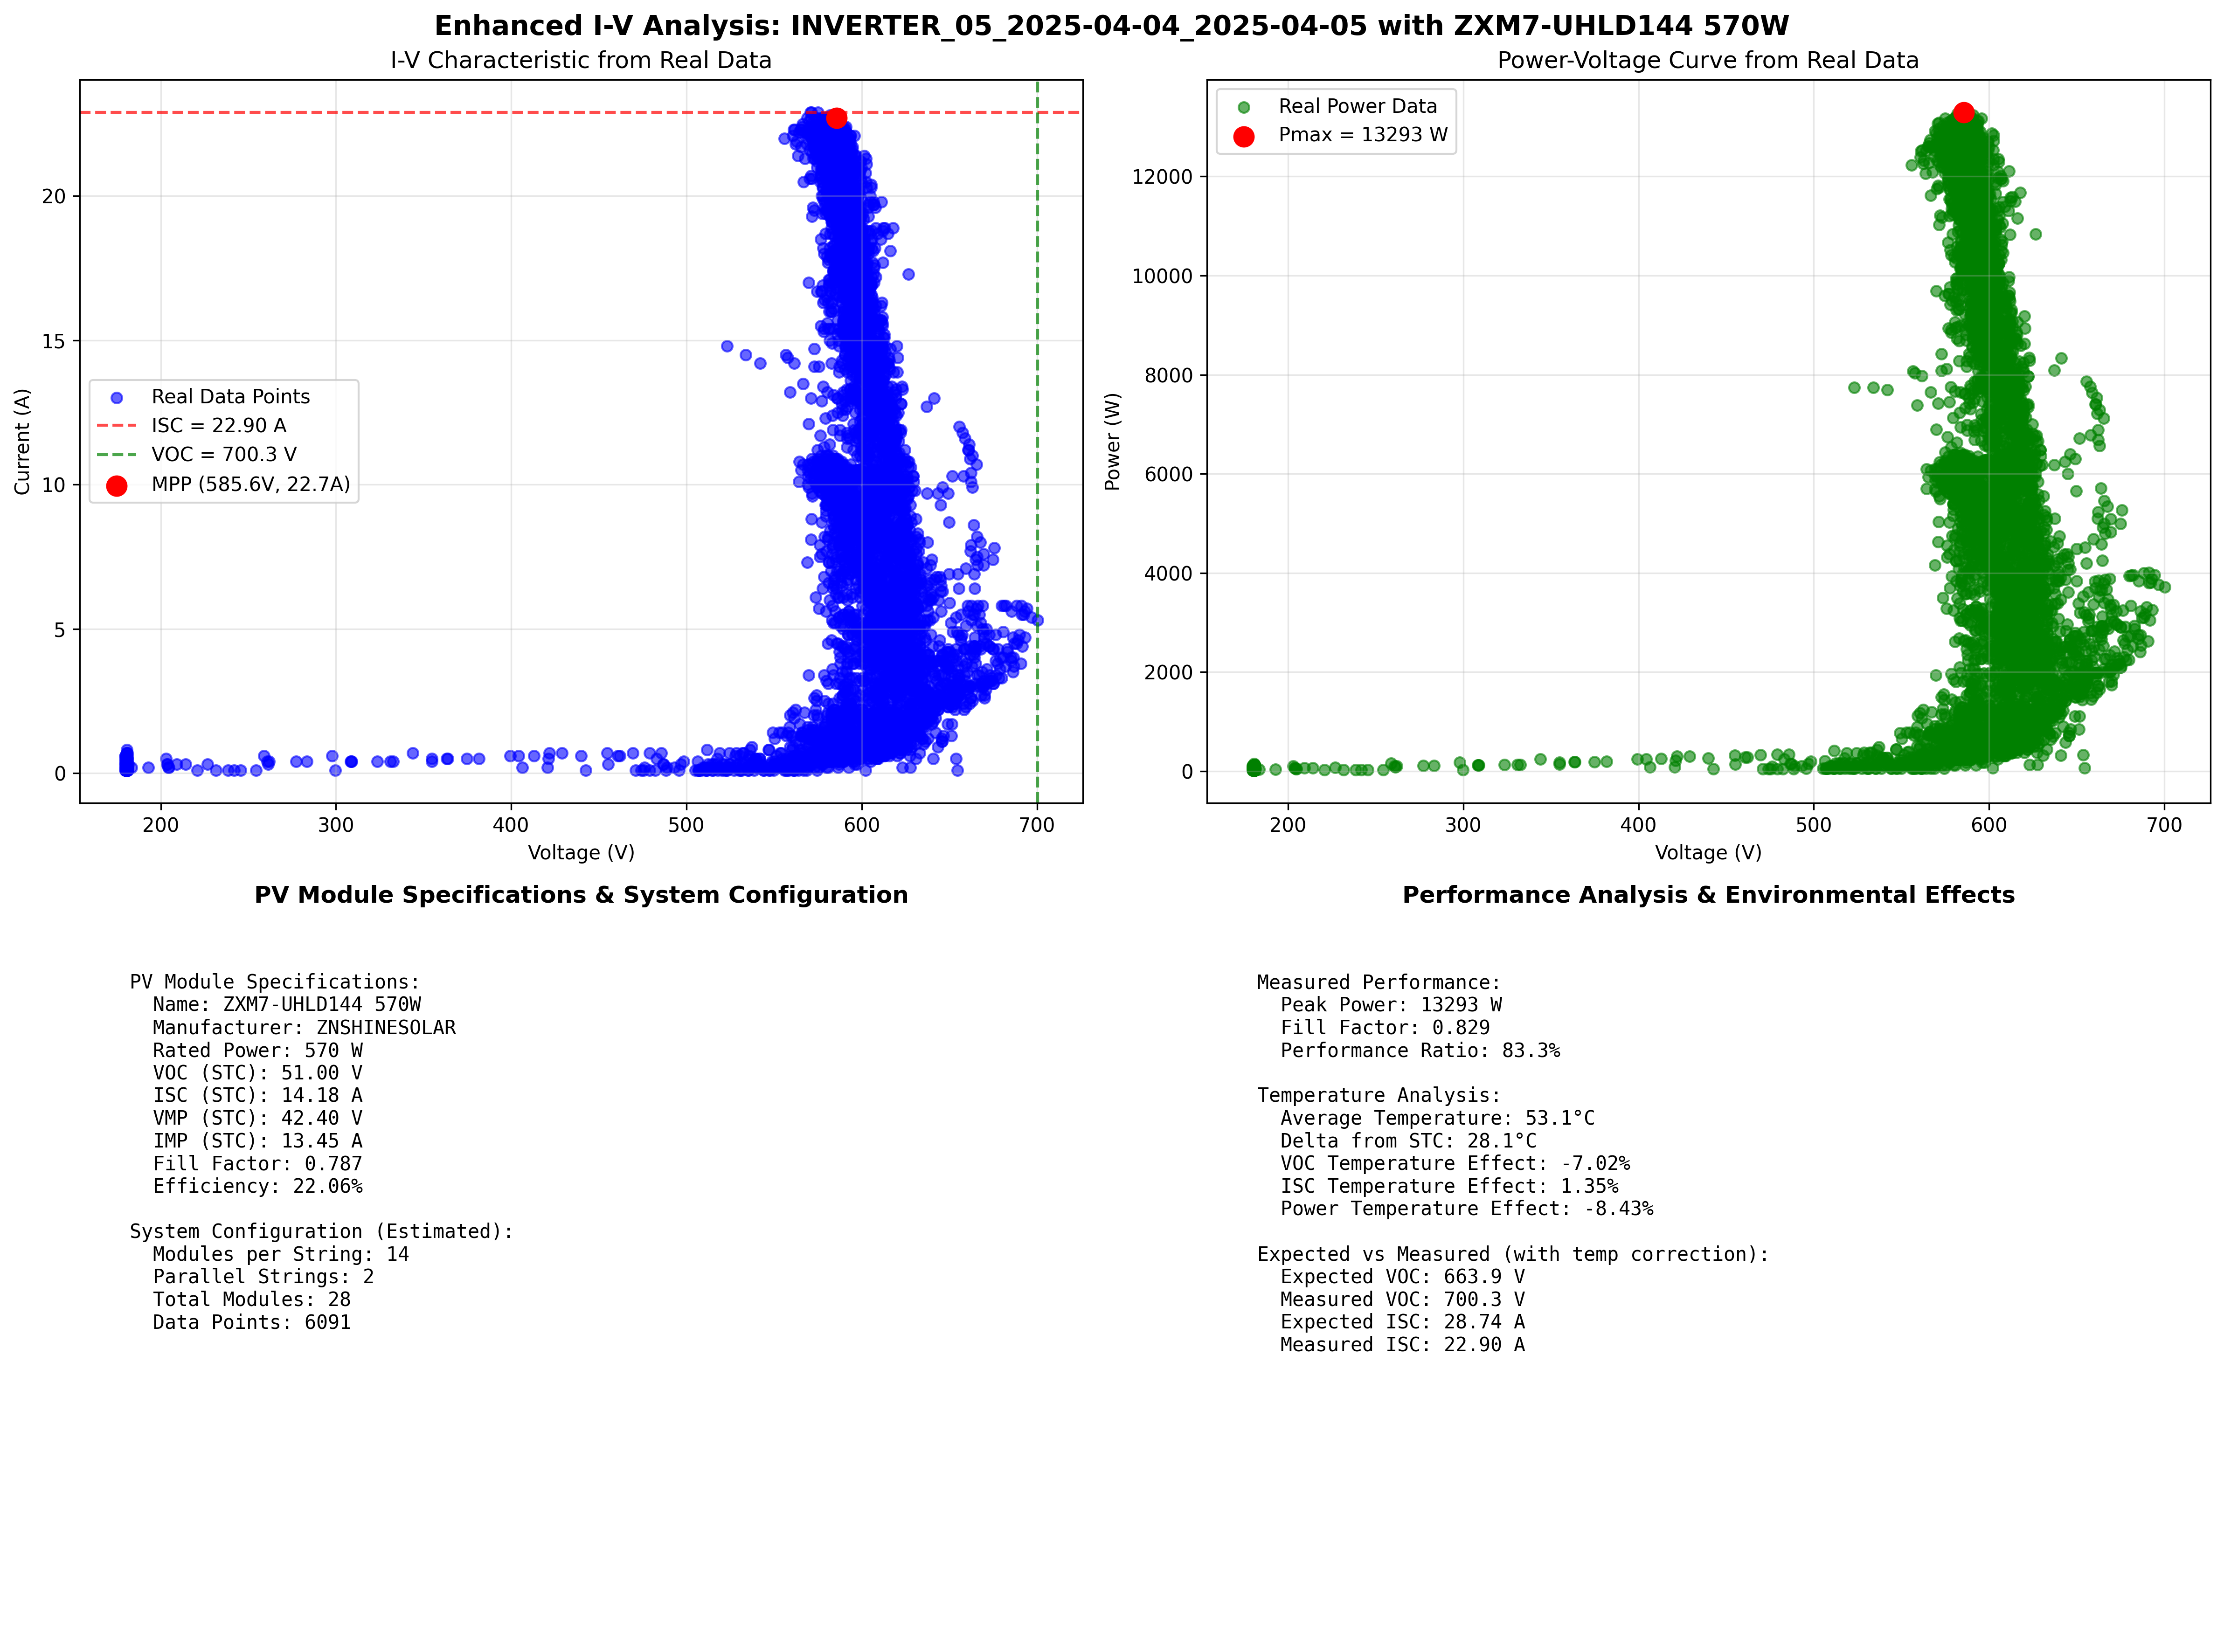 Enhanced I-V Analysis: INVERTER_05_2025-04-04_2025-04-05 with ZXM7-UHLD144 570W
I-V Characteristic from Real Data
Current (A)
20
15
10
5
0
Real Data Points
ISC = 22.90 A
VOC = 700.3 V
MPP (585.6V, 22.7A)
200 300 400 500 600 700
Voltage (V)
Power-Voltage Curve from Real Data
Power (W)
12000
10000
8000
6000
4000
2000
0
Real Power Data
Pmax = 13293 W
200 300 400 500 600 700
Voltage (V)
PV Module Specifications & System Configuration
PV Module Specifications:
Name: ZXM7-UHLD144 570W
Manufacturer: ZNSHINESOLAR
Rated Power: 570 W
VOC (STC): 51.00 V
ISC (STC): 14.18 A
VMP (STC): 42.40 V
IMP (STC): 13.45 A
Fill Factor: 0.787
Efficiency: 22.06%
System Configuration (Estimated):
Modules per String: 14
Parallel Strings: 2
Total Modules: 28
Data Points: 6091
Performance Analysis & Environmental Effects
Measured Performance:
Peak Power: 13293 W
Fill Factor: 0.829
Performance Ratio: 83.3%
Temperature Analysis:
Average Temperature: 53.1°C
Delta from STC: 28.1°C
VOC Temperature Effect: -7.02%
ISC Temperature Effect: 1.35%
Power Temperature Effect: -8.43%
Expected vs Measured (with temp correction):
Expected VOC: 663.9 V
Measured VOC: 700.3 V
Expected ISC: 28.74 A
Measured ISC: 22.90 A